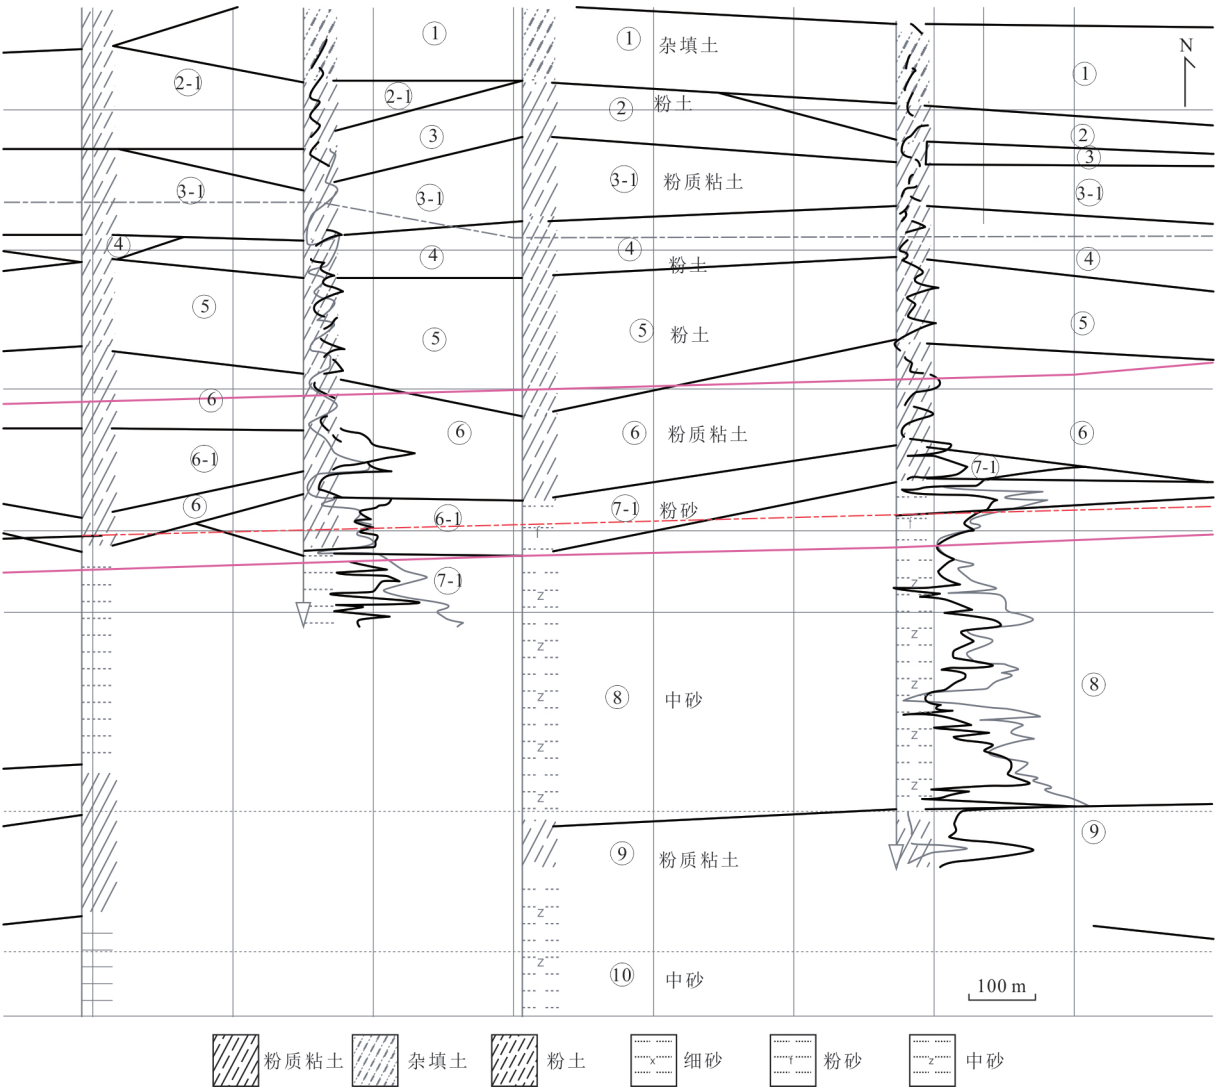 ① ① 杂填土 N
2-1 2-1 ② 粉土 ①
③ ②
③
3-1 3-1 3-1 粉质粘土 3-1
④ ④ ④ 粉土 ④
⑤ ⑤ ⑤ 粉土 ⑤
⑥ ⑥ ⑥ 粉质粘土 ⑥
6-1 7-1
⑥ 6-1 7-1 粉砂
f f
7-1
z z
z z
z ⑧ 中砂 z ⑧
z z
z z
⑨ 粉质粘土 ⑨
z
z ⑩ 中砂
100 m
粉质粘土 杂填土 粉土 x 细砂 f 粉砂 z 中砂